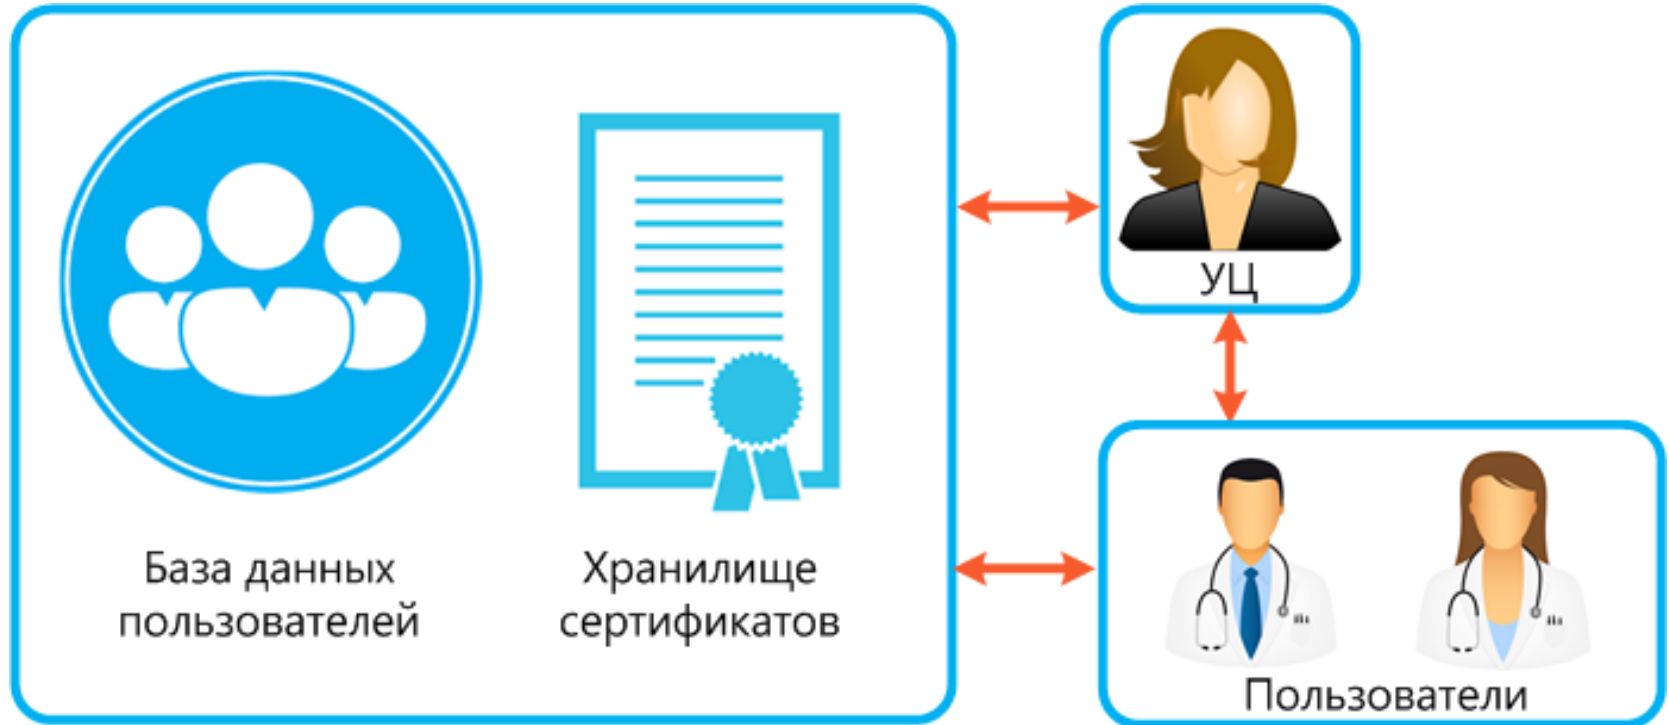 База данных
пользователей
Хранилище
сертификатов
УЦ
Пользователи